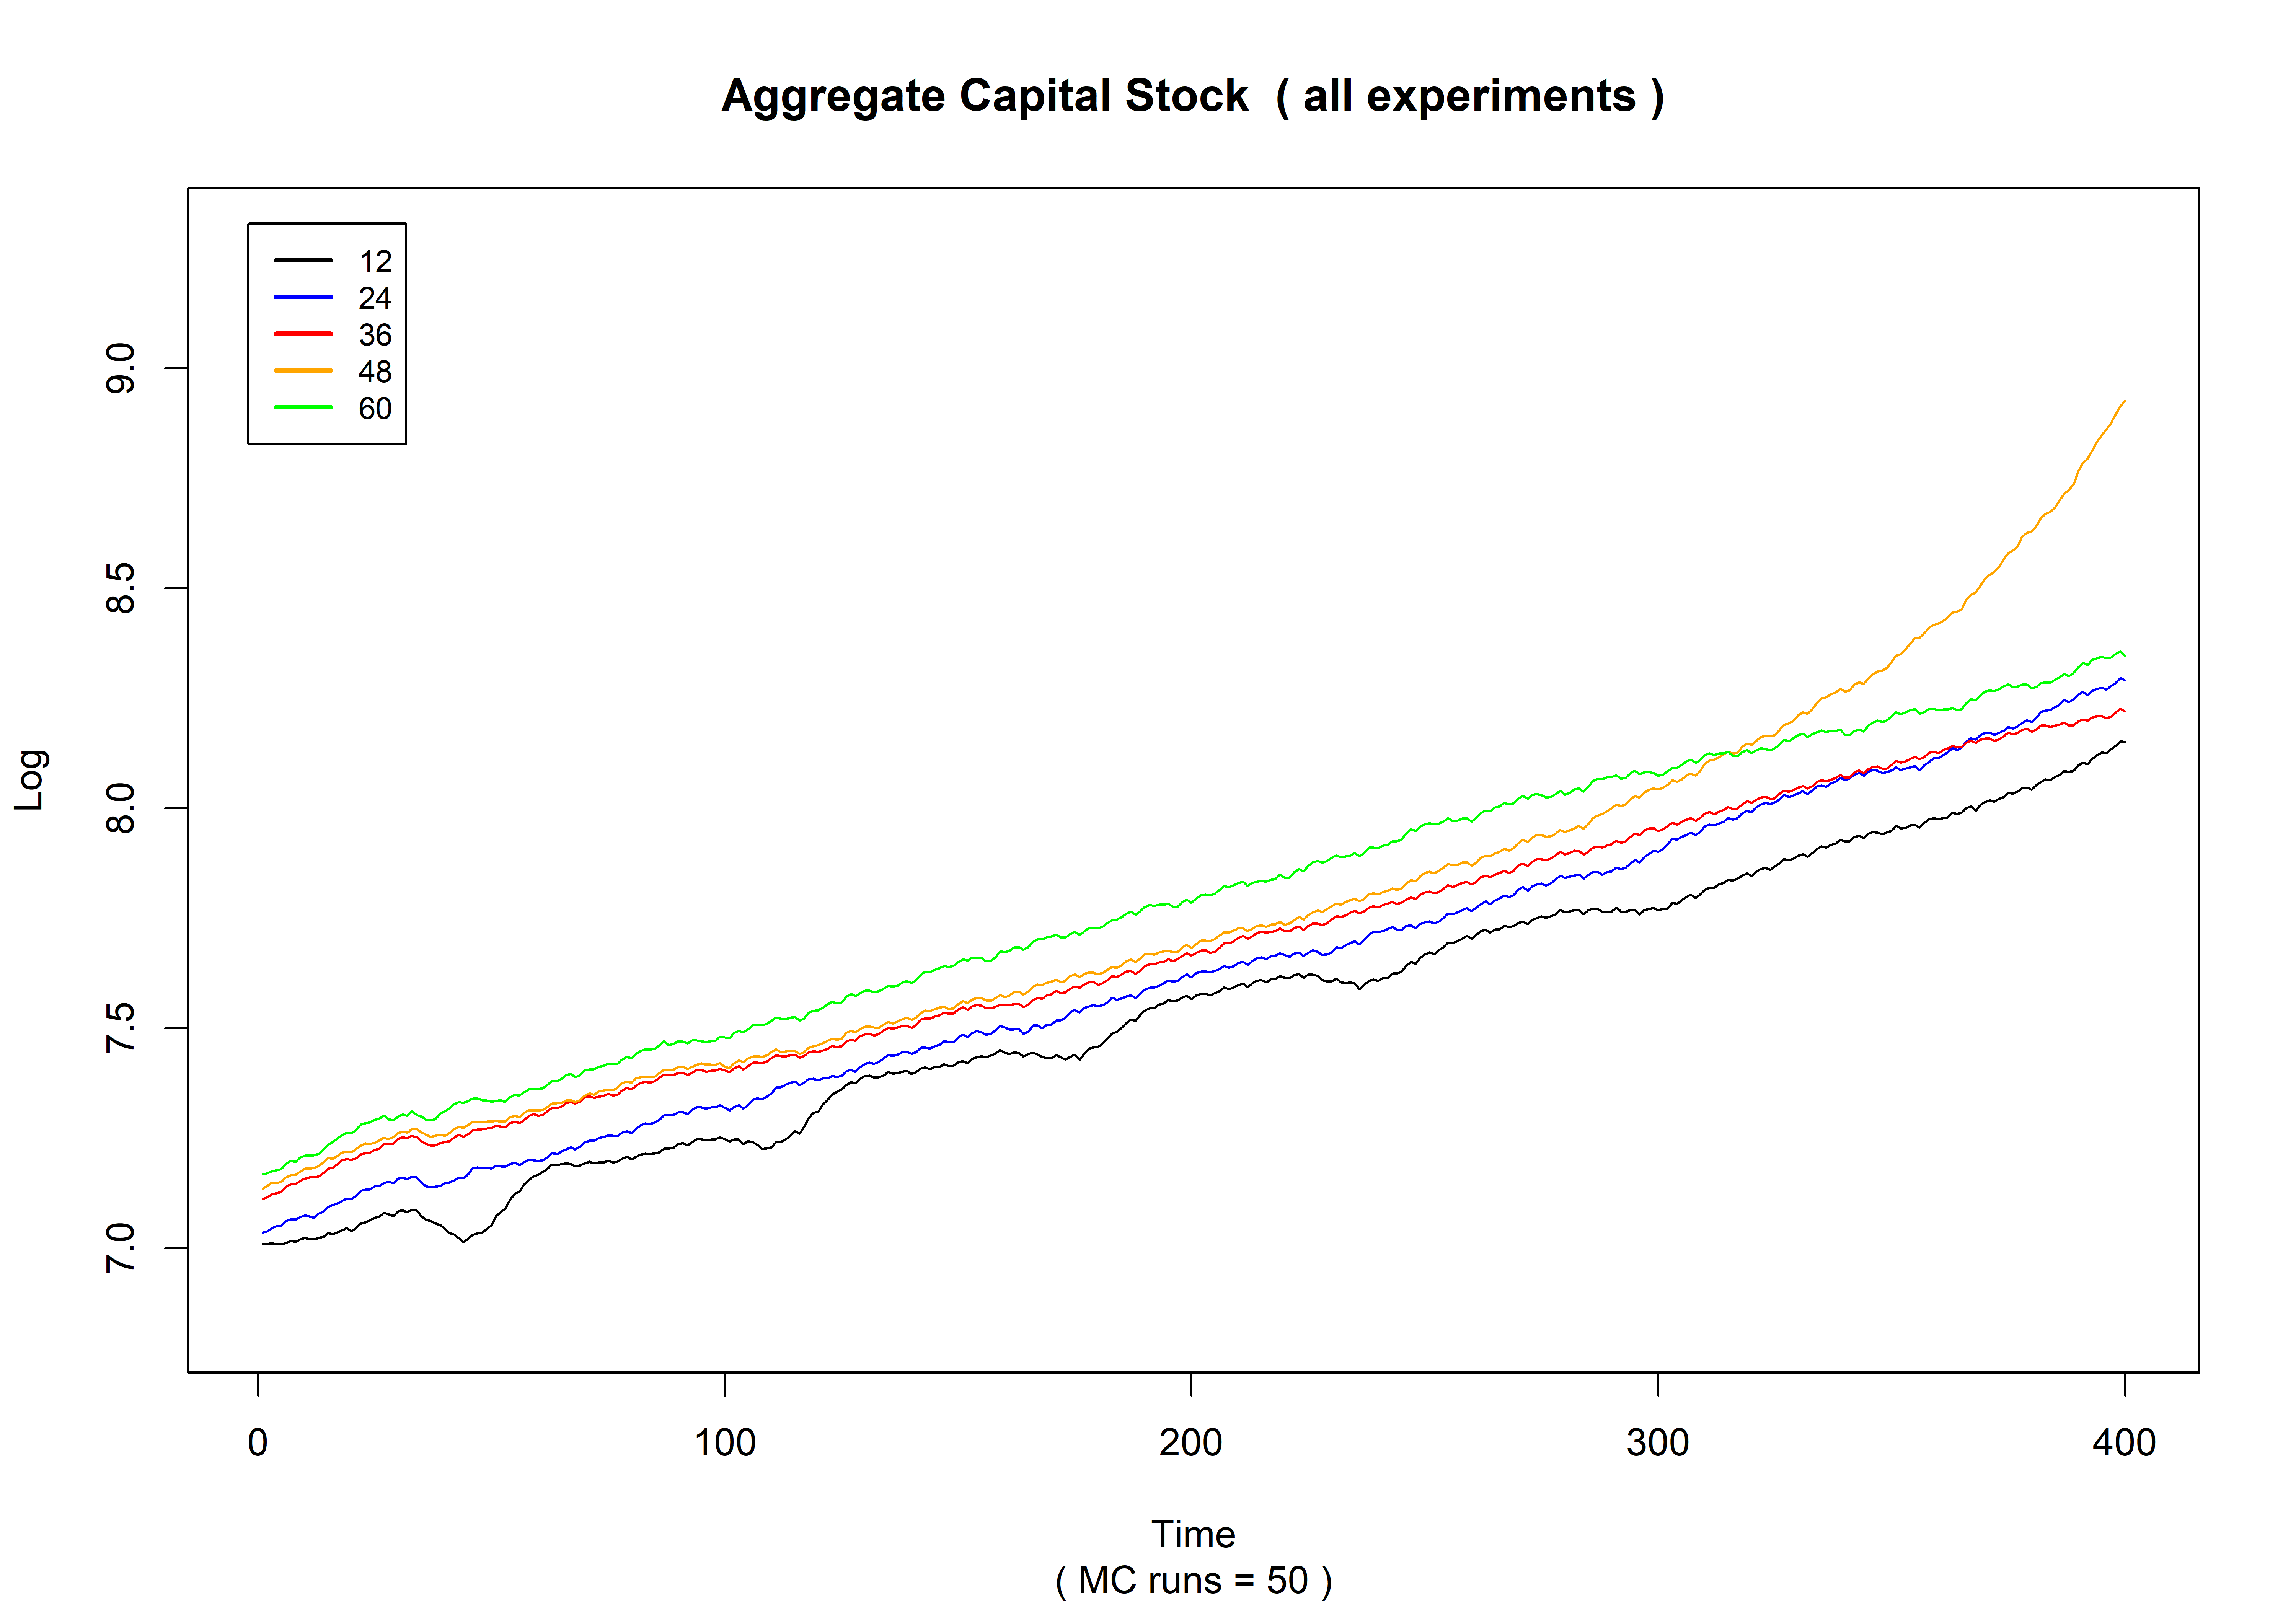 Aggregate Capital Stock ( all experiments )
12
24
36
48
60
Log
9.0
8.5
8.0
7.5
7.0
0 100 200 300 400
Time
( MC runs = 50 )